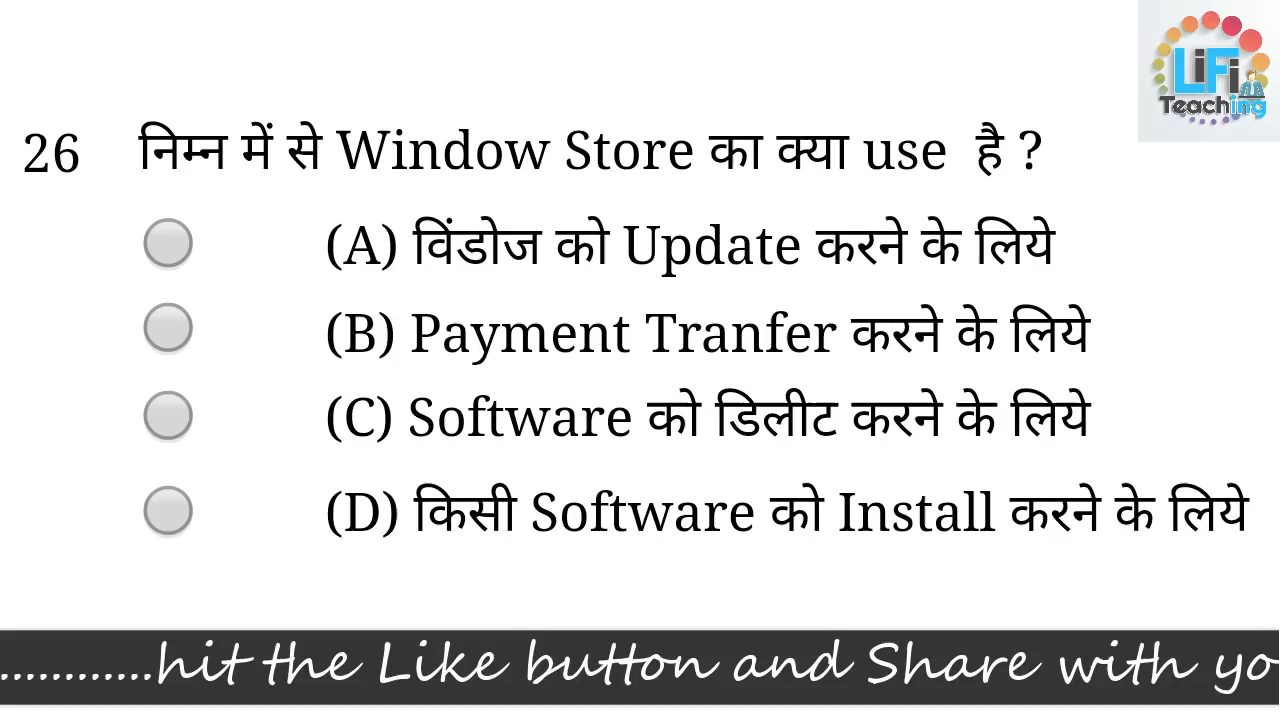 LiFi
Teaching
26 निम्न में से Window Store का क्या use है ?
(A) विंडोज को Update करने के लिये
(B) Payment Tranfer करने के लिये
(C) Software को डिलीट करने के लिये
(D) किसी Software को Install करने के लिये
............hit the Like button and Share with yo